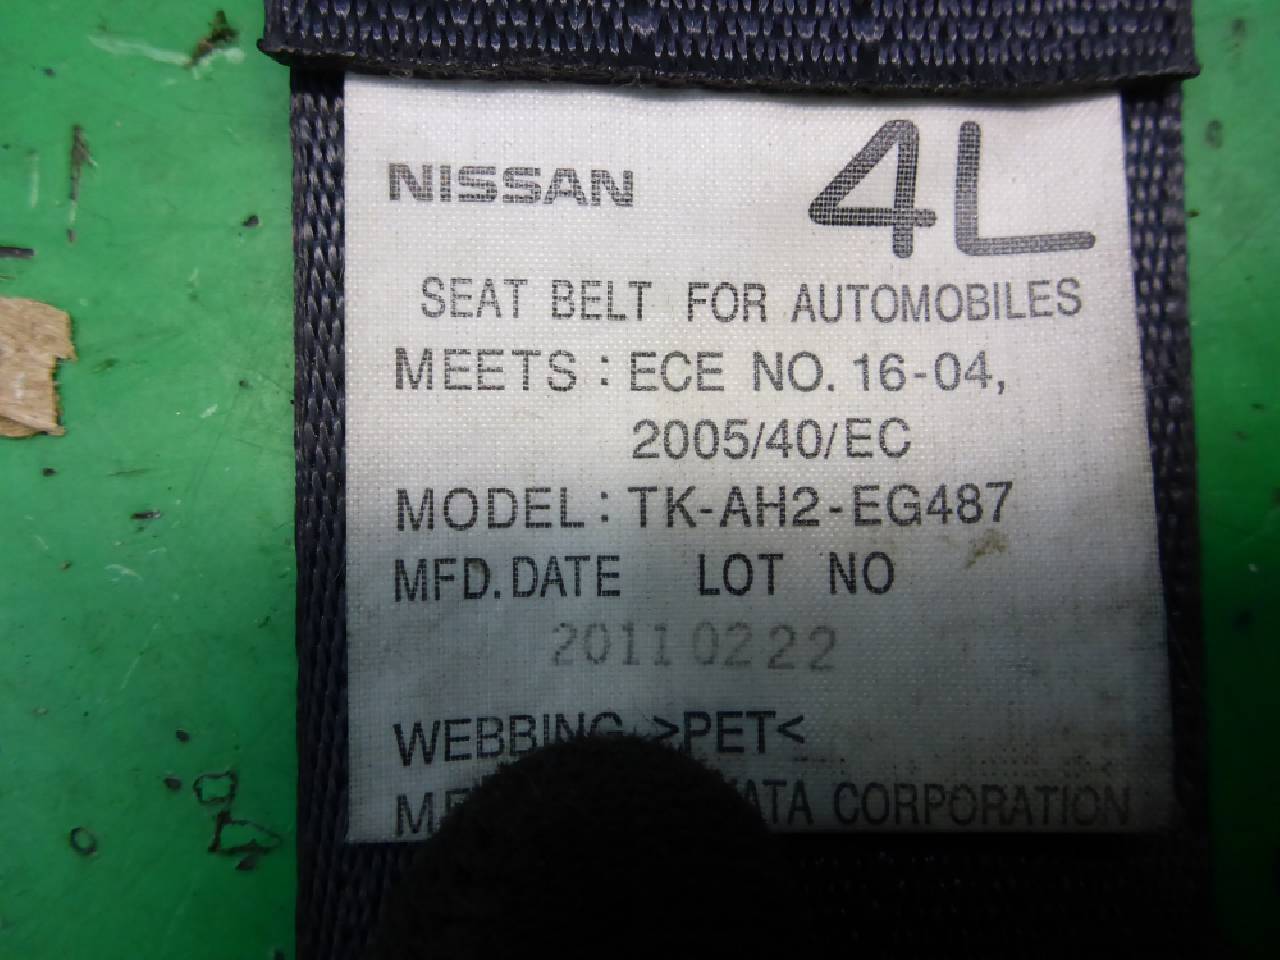 NISSAN 4L
SEAT BELT FOR AUTOMOBILES
MEETS : ECE NO. 16-04,
2005/40/EC
MODEL : TK-AH2-EG487
MFD. DATE LOT NO
20110222
WEBBING >PET<
CORPORATION